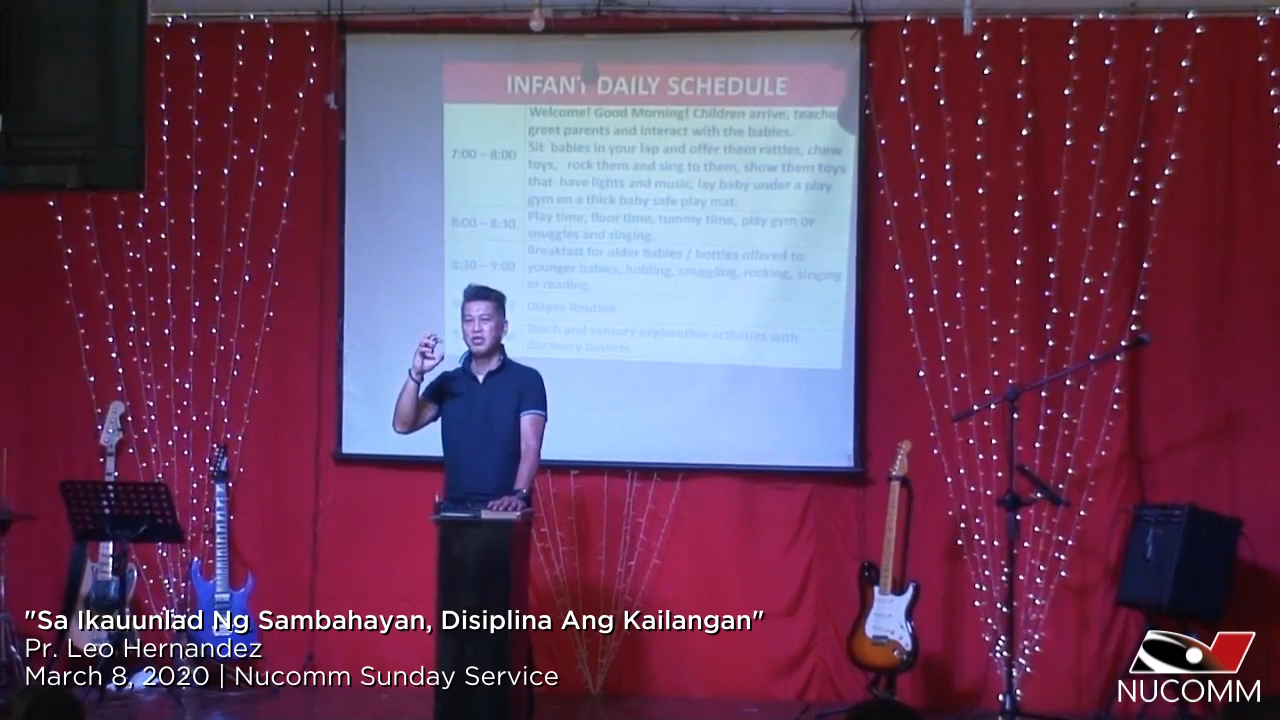 INFANT DAILY SCHEDULE
Welcome! Good Morning! Children arrive, teache
greet parents and interact with the babies.
7:00 – 8:00
Sit babies in your lap and offer them rattles, chew
toys, rock them and sing to them, show them toys
that have lights and music, lay baby under a play
gym on a thick baby safe play mat.
8:00 – 8:30
Play time, floor time, tummy time, play gym or
snuggles and singing.
8:30 – 9:00
Breakfast for older babies / bottles offered to
younger babies, holding, snuggling, rocking, singing
or reading.
Diaper Routine
Touch and sensory exploration activities with
discovery baskets.
"Sa Ikauunlad Ng Sambahayan, Disiplina Ang Kailangan"
Pr. Leo Hernandez
March 8, 2020 | Nucomm Sunday Service
NUCOMM